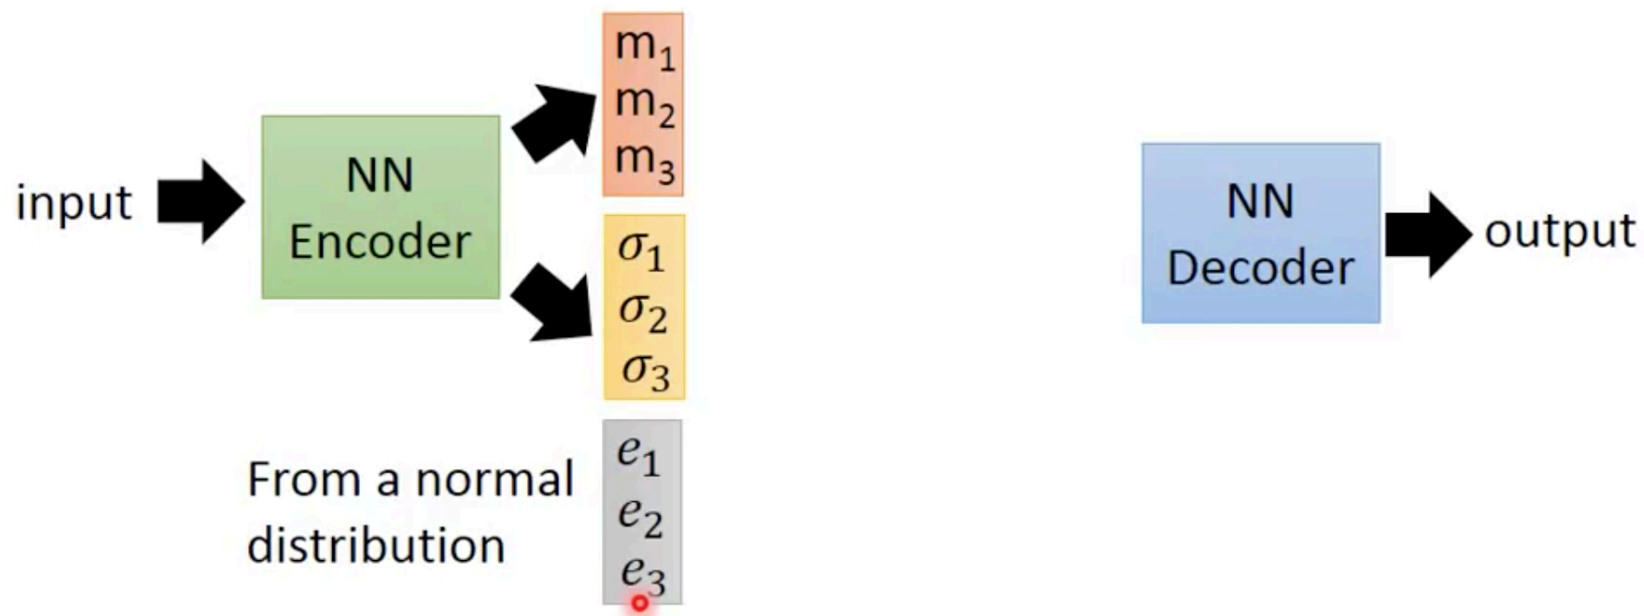 input
NN
Encoder
m₁
m₂
m₃
σ₁
σ₂
σ₃
From a normal
distribution
e₁
e₂
e₃
NN
Decoder
output